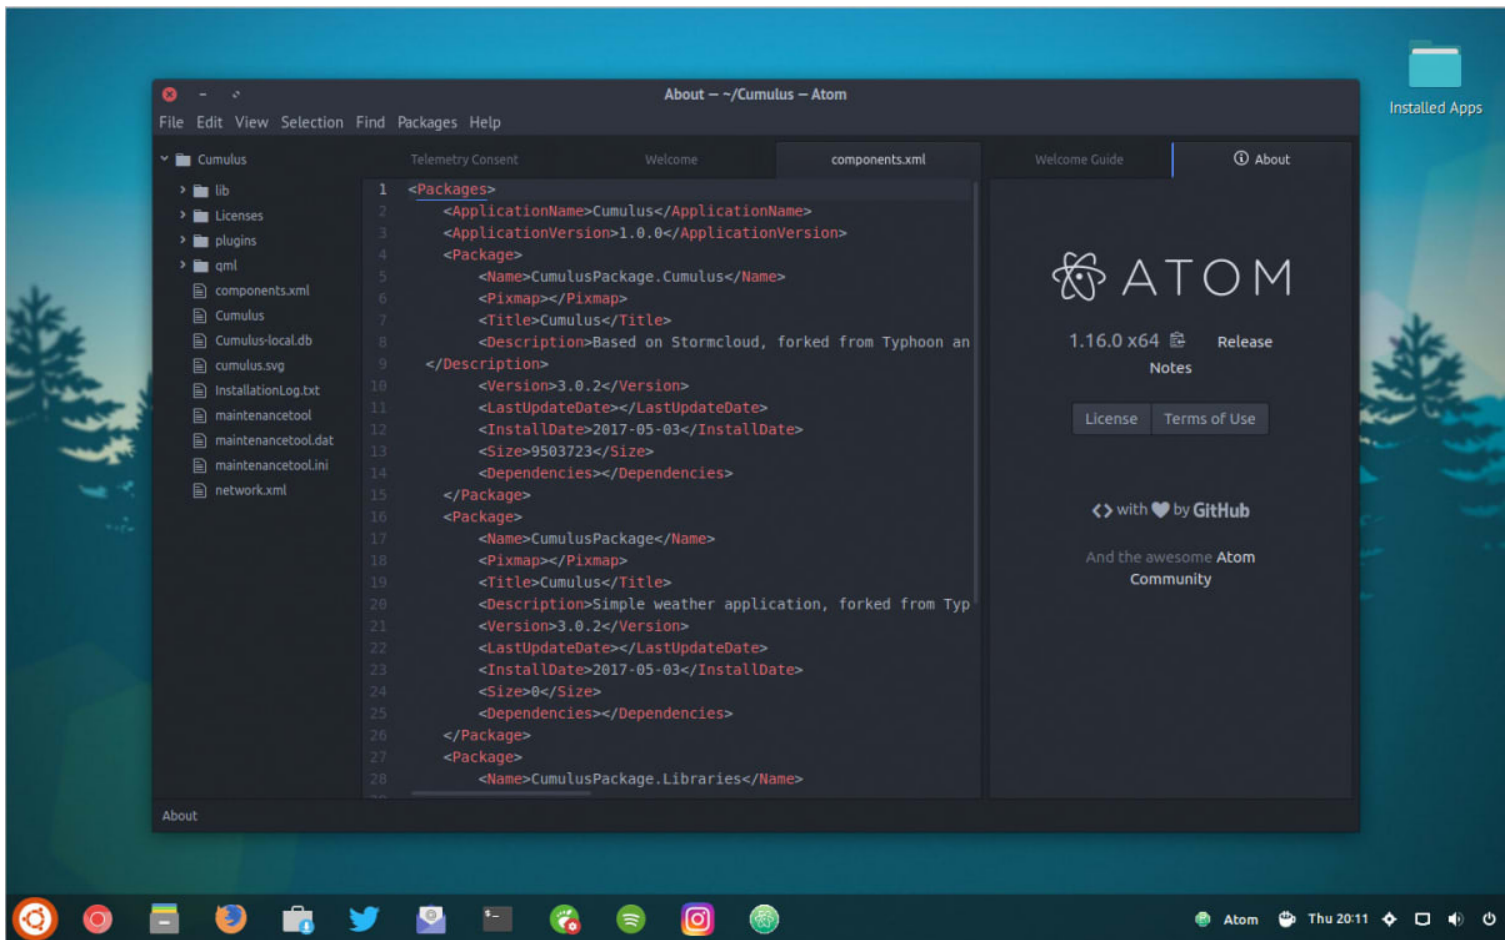 About — ~/Cumulus — Atom
File Edit View Selection Find Packages Help
Installed Apps
Cumulus
lib
Licenses
plugins
qml
components.xml
Cumulus
Cumulus-local.db
cumulus.svg
InstallationLog.txt
maintenancetool
maintenancetool.dat
maintenancetool.ini
network.xml
Telemetry Consent Welcome components.xml
1 <Packages>
2 <ApplicationName>Cumulus</ApplicationName>
3 <ApplicationVersion>1.0.0</ApplicationVersion>
4 <Package>
5 <Name>CumulusPackage.Cumulus</Name>
6 <Pixmap></Pixmap>
7 <Title>Cumulus</Title>
8 <Description>Based on Stormcloud, forked from Typhoon an
9 </Description>
10 <Version>3.0.2</Version>
11 <LastUpdateDate></LastUpdateDate>
12 <InstallDate>2017-05-03</InstallDate>
13 <Size>9503723</Size>
14 <Dependencies></Dependencies>
15 </Package>
16 <Package>
17 <Name>CumulusPackage</Name>
18 <Pixmap></Pixmap>
19 <Title>Cumulus</Title>
20 <Description>Simple weather application, forked from Typ
21 <Version>3.0.2</Version>
22 <LastUpdateDate></LastUpdateDate>
23 <InstallDate>2017-05-03</InstallDate>
24 <Size>0</Size>
25 <Dependencies></Dependencies>
26 </Package>
27 <Package>
28 <Name>CumulusPackage.Libraries</Name>
Welcome Guide About
ATOM
1.16.0 x64 Release
Notes
License Terms of Use
<> with ♥ by GitHub
And the awesome Atom
Community
About
$_
Atom Thu 20:11